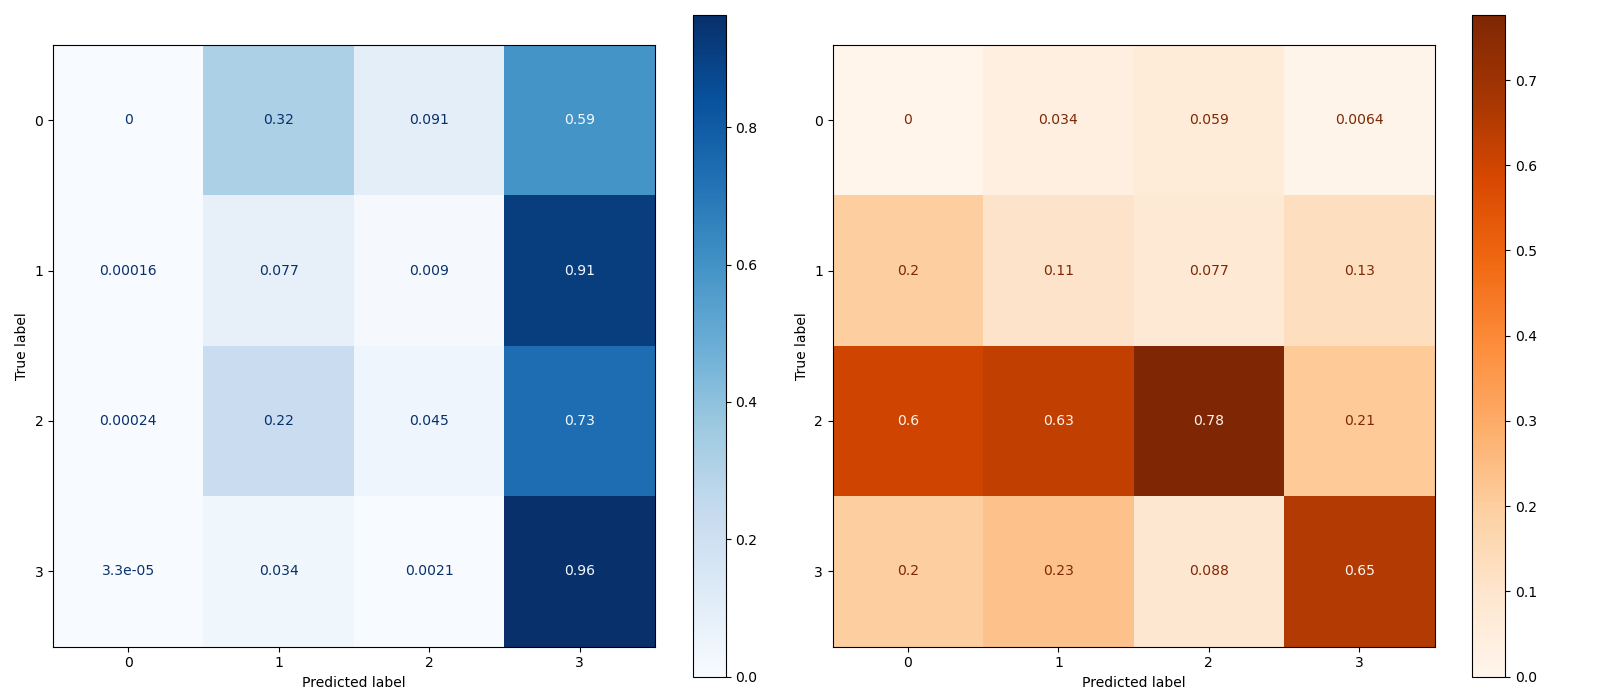 0 0.32 0.091 0.59
1 0.00016 0.077 0.009 0.91
2 0.00024 0.22 0.045 0.73
3 3.3e-05 0.034 0.0021 0.96
0 1 2 3
True label
Predicted label
0.8
0.6
0.4
0.2
0.0
0 0 0.034 0.059 0.0064
1 0.2 0.11 0.077 0.13
2 0.6 0.63 0.78 0.21
3 0.2 0.23 0.088 0.65
0 1 2 3
True label
Predicted label
0.7
0.6
0.5
0.4
0.3
0.2
0.1
0.0